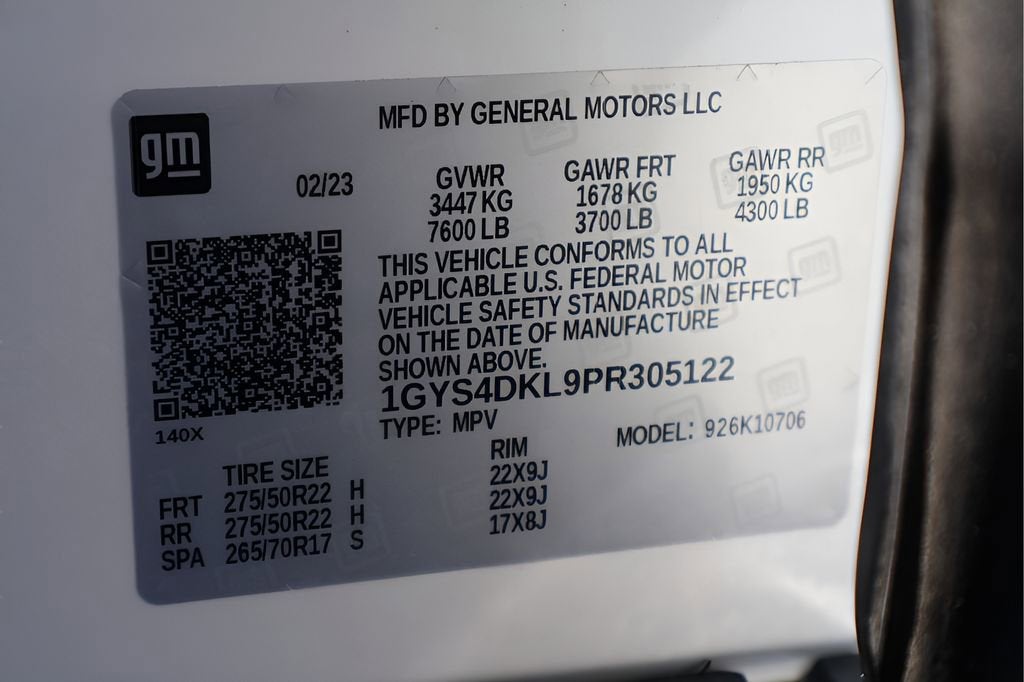 gm
MFD BY GENERAL MOTORS LLC
02/23
GVWR GAWR FRT GAWR RR
3447 KG 1678 KG 1950 KG
7600 LB 3700 LB 4300 LB
THIS VEHICLE CONFORMS TO ALL
APPLICABLE U.S. FEDERAL MOTOR
VEHICLE SAFETY STANDARDS IN EFFECT
ON THE DATE OF MANUFACTURE
SHOWN ABOVE.
1GYS4DKL9PR305122
140X
TYPE: MPV MODEL: 926K10706
TIRE SIZE RIM
FRT 275/50R22 H 22X9J
RR 275/50R22 H 22X9J
SPA 265/70R17 S 17X8J